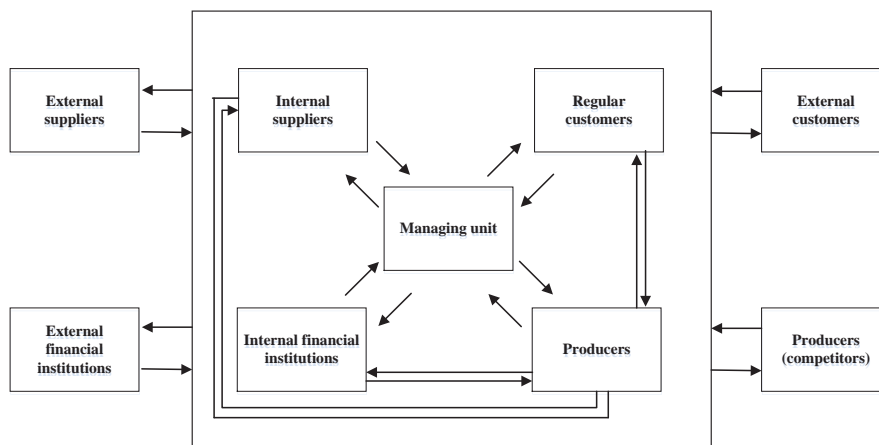 External
suppliers
Internal
suppliers
Regular
customers
External
customers
Managing unit
External
financial
institutions
Internal financial
institutions
Producers
Producers
(competitors)